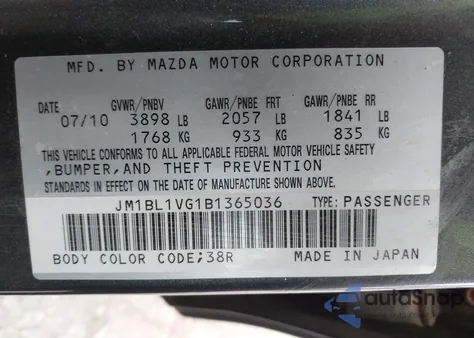 MFD. BY MAZDA MOTOR CORPORATION
DATE GVWR/PNBV GAWR/PNBE FRT GAWR/PNBE RR
07/10 3898 LB 2057 LB 1841 LB
1768 KG 933 KG 835 KG
THIS VEHICLE CONFORMS TO ALL APPLICABLE FEDERAL MOTOR VEHICLE SAFETY
,BUMPER,AND THEFT PREVENTION
STANDARDS IN EFFECT ON THE DATE OF MANUFACTURE SHOWN ABOVE.
JM1BL1VG1B1365036 TYPE: PASSENGER
BODY COLOR CODE;38R MADE IN JAPAN
autoSnap